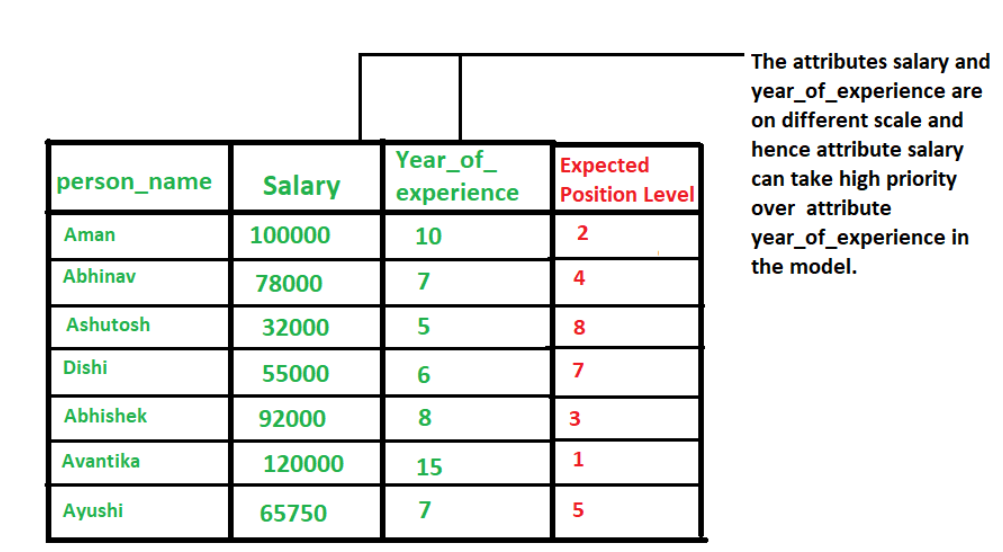 The attributes salary and
year_of_experience are
on different scale and
hence attribute salary
can take high priority
over attribute
year_of_experience in
the model.
person_name Salary Year_of_
experience Expected
Position Level
Aman 100000 10 2
Abhinav 78000 7 4
Ashutosh 32000 5 8
Dishi 55000 6 7
Abhishek 92000 8 3
Avantika 120000 15 1
Ayushi 65750 7 5